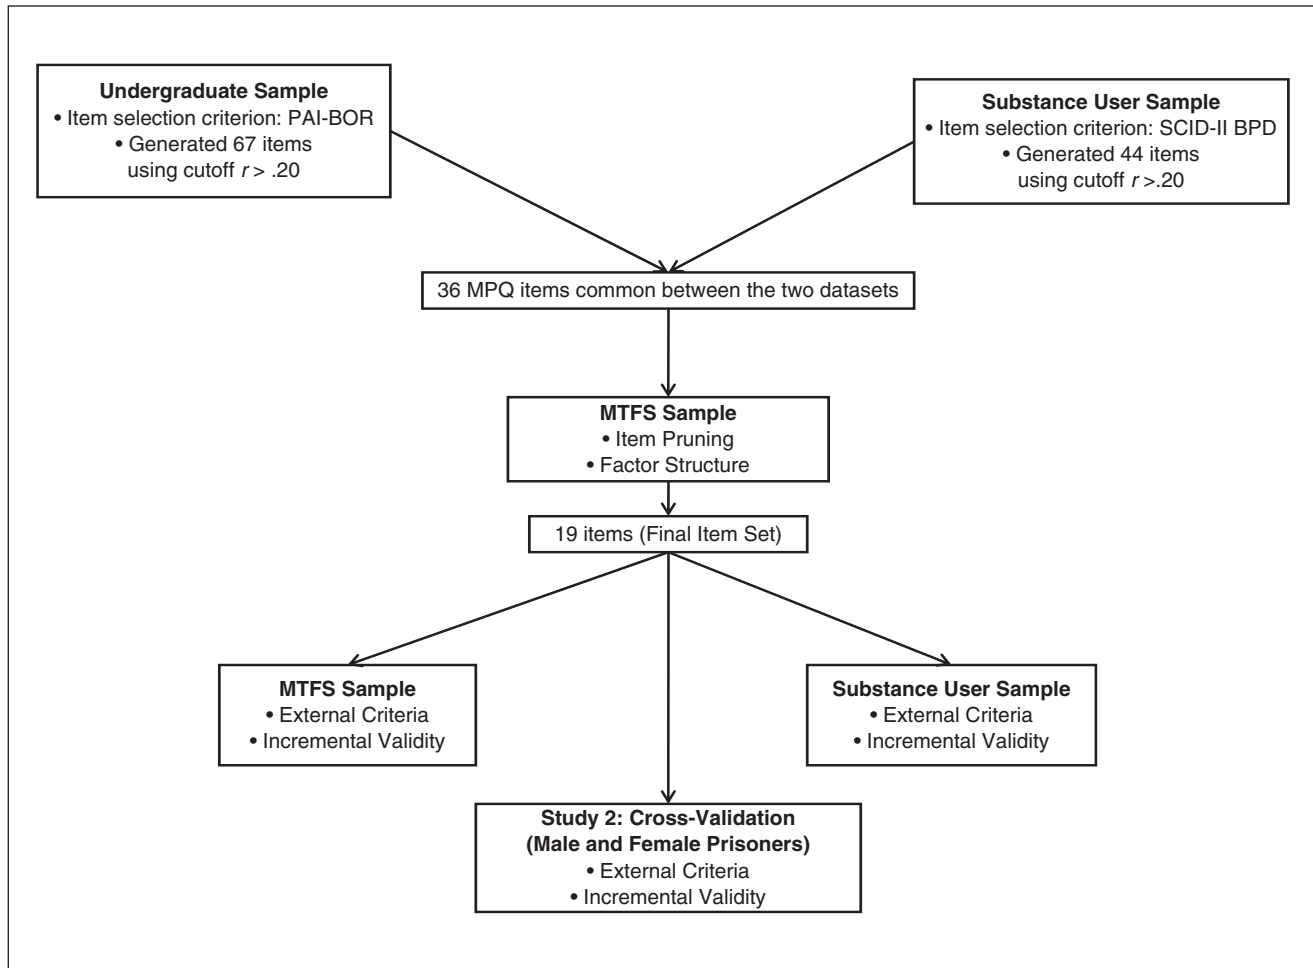 Undergraduate Sample
• Item selection criterion: PAI-BOR
• Generated 67 items
using cutoff r > .20
Substance User Sample
• Item selection criterion: SCID-II BPD
• Generated 44 items
using cutoff r >.20
36 MPQ items common between the two datasets
MTFS Sample
• Item Pruning
• Factor Structure
19 items (Final Item Set)
MTFS Sample
• External Criteria
• Incremental Validity
Substance User Sample
• External Criteria
• Incremental Validity
Study 2: Cross-Validation
(Male and Female Prisoners)
• External Criteria
• Incremental Validity